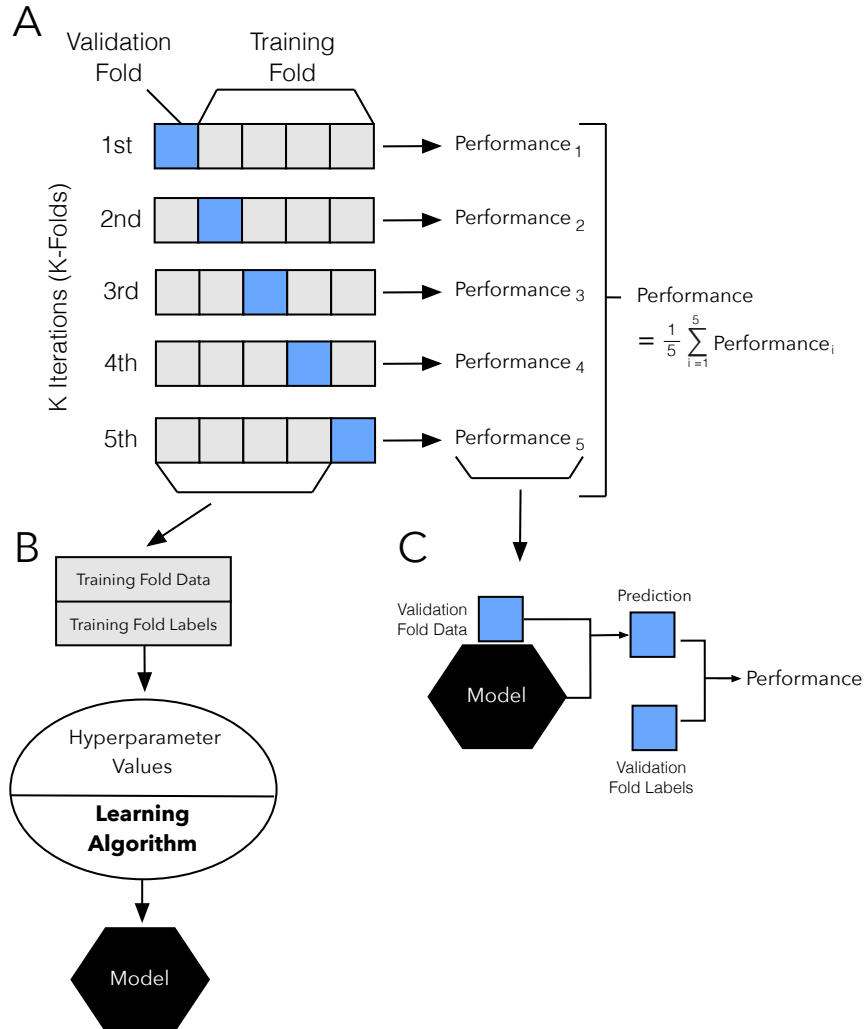 A
Validation
Fold
Training
Fold
K Iterations (K-Folds)
1st
Performance 1
2nd
Performance 2
3rd
Performance 3
4th
Performance 4
5th
Performance 5
Performance
= 1/5 5 ∑ i=1 Performance i
B
Training Fold Data
Training Fold Labels
Hyperparameter
Values
Learning
Algorithm
Model
C
Validation
Fold Data
Model
Prediction
Validation
Fold Labels
Performance